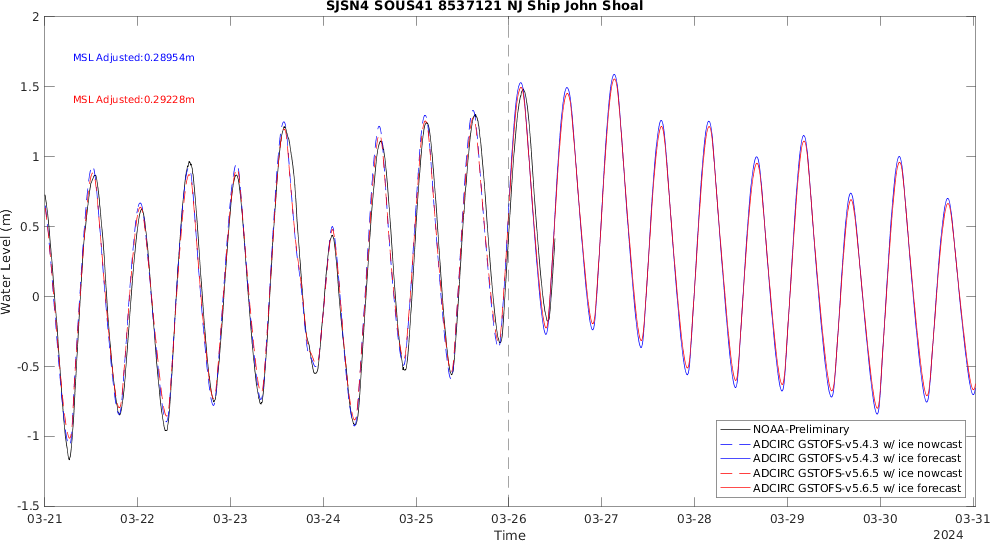 SJSN4 SOUS41 8537121 NJ Ship John Shoal
MSL Adjusted:0.28954m
MSL Adjusted:0.29228m
Water Level (m)
2
1.5
1
0.5
0
-0.5
-1
-1.5
NOAA-Preliminary
ADCIRC GSTOFS-v5.4.3 w/ ice nowcast
ADCIRC GSTOFS-v5.4.3 w/ ice forecast
ADCIRC GSTOFS-v5.6.5 w/ ice nowcast
ADCIRC GSTOFS-v5.6.5 w/ ice forecast
03-21 03-22 03-23 03-24 03-25 03-26 03-27 03-28 03-29 03-30 03-31
Time
2024